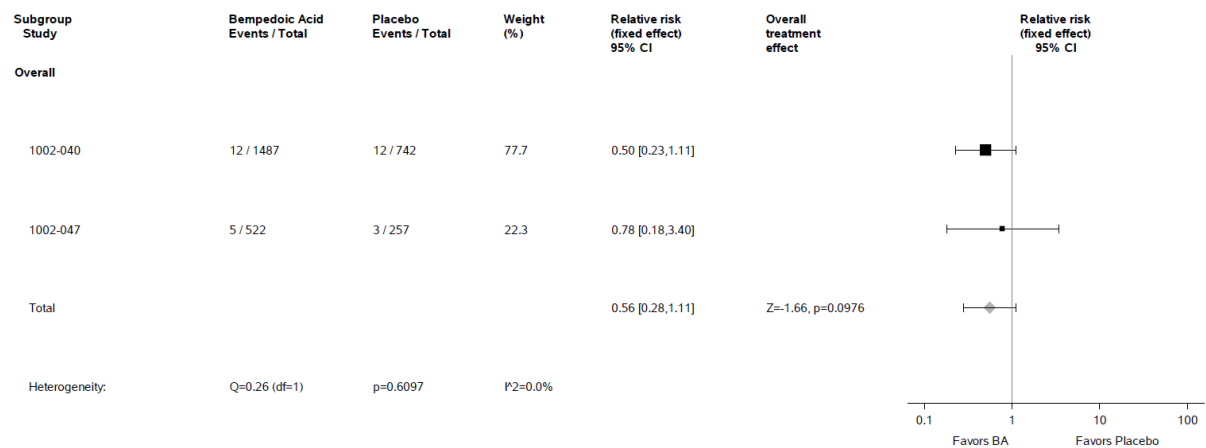 Subgroup Bempedoic Acid Placebo Weight Relative risk Overall Relative risk
Study Events / Total Events / Total (%) (fixed effect) treatment (fixed effect)
95% CI effect 95% CI
Overall
1002-040 12 / 1487 12 / 742 77.7 0.50 [0.23,1.11]
1002-047 5 / 522 3 / 257 22.3 0.78 [0.18,3.40]
Total 0.56 [0.28,1.11] Z=-1.66, p=0.0976
Heterogeneity: Q=0.26 (df=1) p=0.6097 I^2=0.0%
0.1 1 10 100
Favors BA Favors Placebo